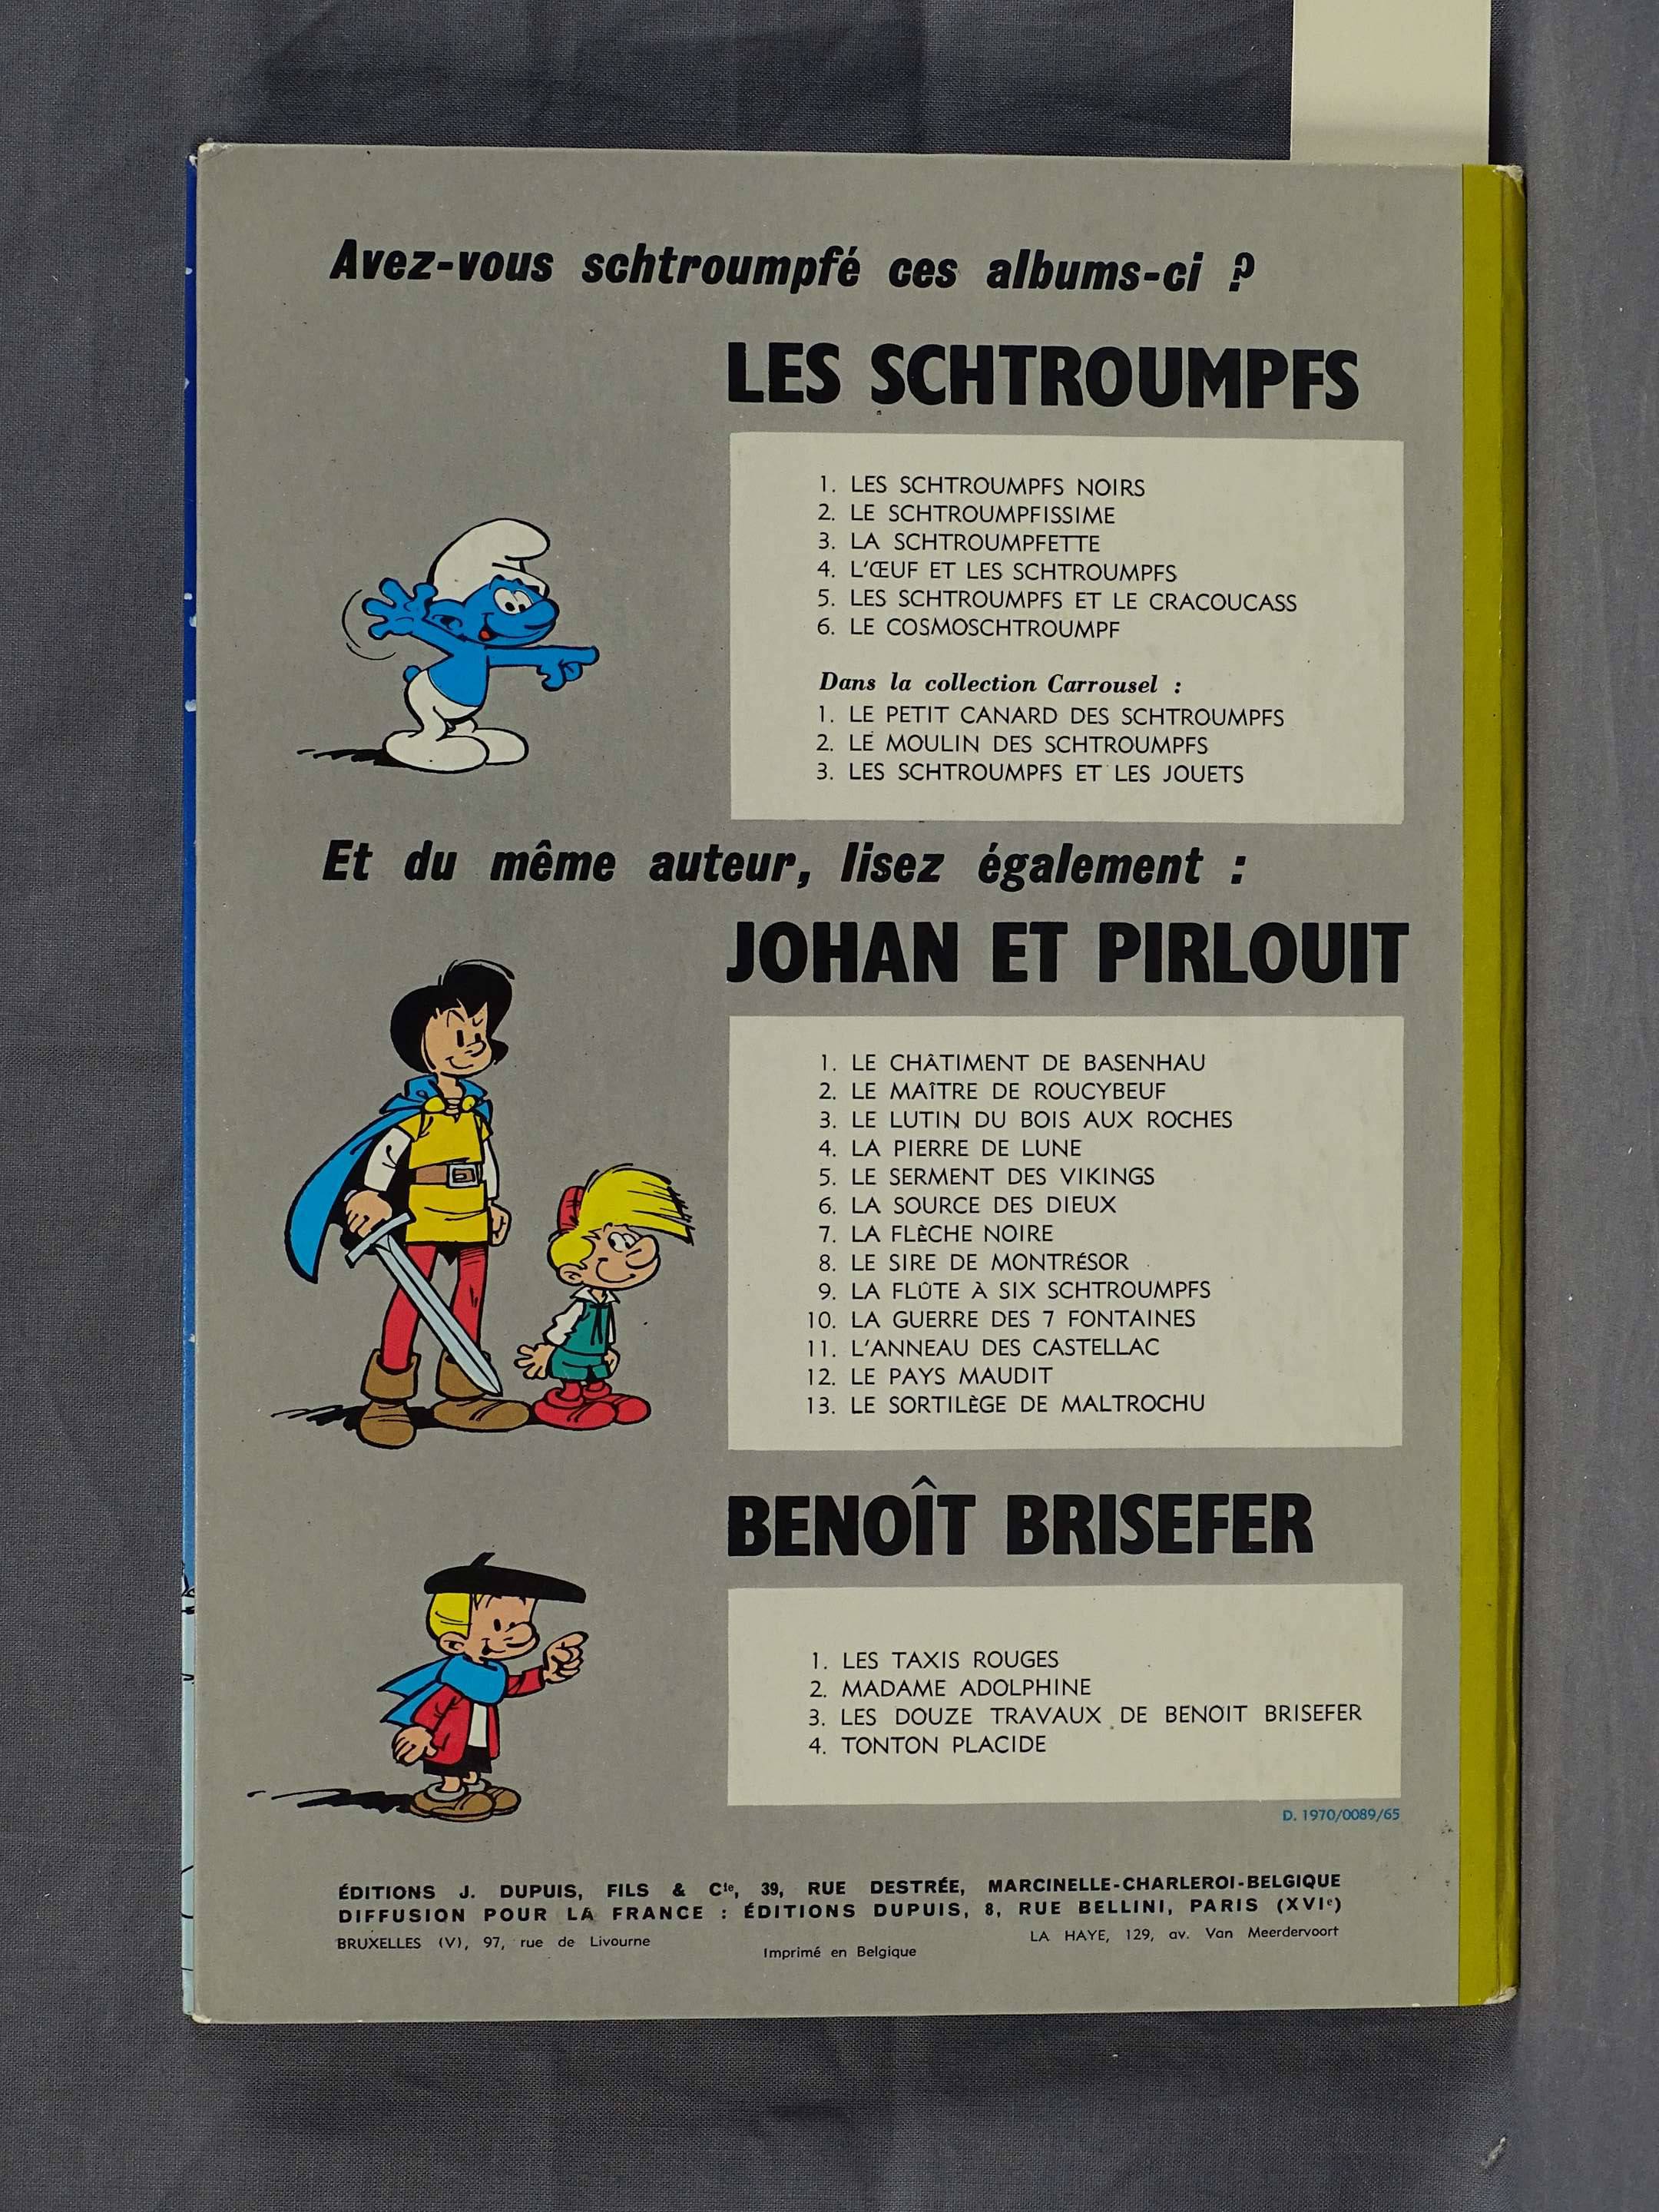 Avez-vous schtroumpfé ces albums-ci ?
LES SCHTROUMPFS
1. LES SCHTROUMPFS NOIRS
2. LE SCHTROUMPFISSIME
3. LA SCHTROUMPFETTE
4. L'ŒUF ET LES SCHTROUMPFS
5. LES SCHTROUMPFS ET LE CRACOUCASS
6. LE COSMOSCHTROUMPF
Dans la collection Carrousel :
1. LE PETIT CANARD DES SCHTROUMPFS
2. LE MOULIN DES SCHTROUMPFS
3. LES SCHTROUMPFS ET LES JOUETS
Et du même auteur, lisez également :
JOHAN ET PIRLOUIT
1. LE CHÂTIMENT DE BASENHAU
2. LE MAÎTRE DE ROUCYBEUF
3. LE LUTIN DU BOIS AUX ROCHES
4. LA PIERRE DE LUNE
5. LE SERMENT DES VIKINGS
6. LA SOURCE DES DIEUX
7. LA FLÈCHE NOIRE
8. LE SIRE DE MONTRÉSOR
9. LA FLÛTE À SIX SCHTROUMPFS
10. LA GUERRE DES 7 FONTAINES
11. L'ANNEAU DES CASTELLAC
12. LE PAYS MAUDIT
13. LE SORTILÈGE DE MALTROCHU
BENOÎT BRISEFER
1. LES TAXIS ROUGES
2. MADAME ADOLPHINE
3. LES DOUZE TRAVAUX DE BENOIT BRISEFER
4. TONTON PLACIDE
D. 1970/0089/65
ÉDITIONS J. DUPUIS, FILS & Cie, 39, RUE DESTRÉE, MARCINELLE-CHARLEROI-BELGIQUE
DIFFUSION POUR LA FRANCE : ÉDITIONS DUPUIS, 8, RUE BELLINI, PARIS (XVIe)
BRUXELLES (V), 97, rue de Livourne
LA HAYE, 129, av. Van Meerdervoort
Imprimé en Belgique